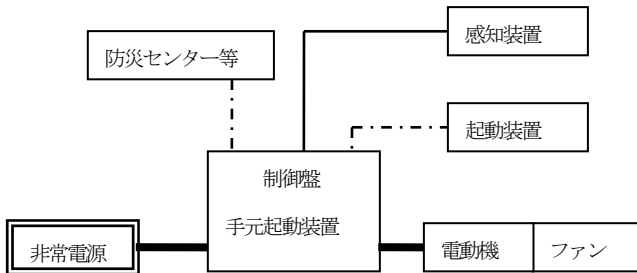 感知装置
防災センター等
起動装置
制御盤
手元起動装置
非常電源
電動機
ファン